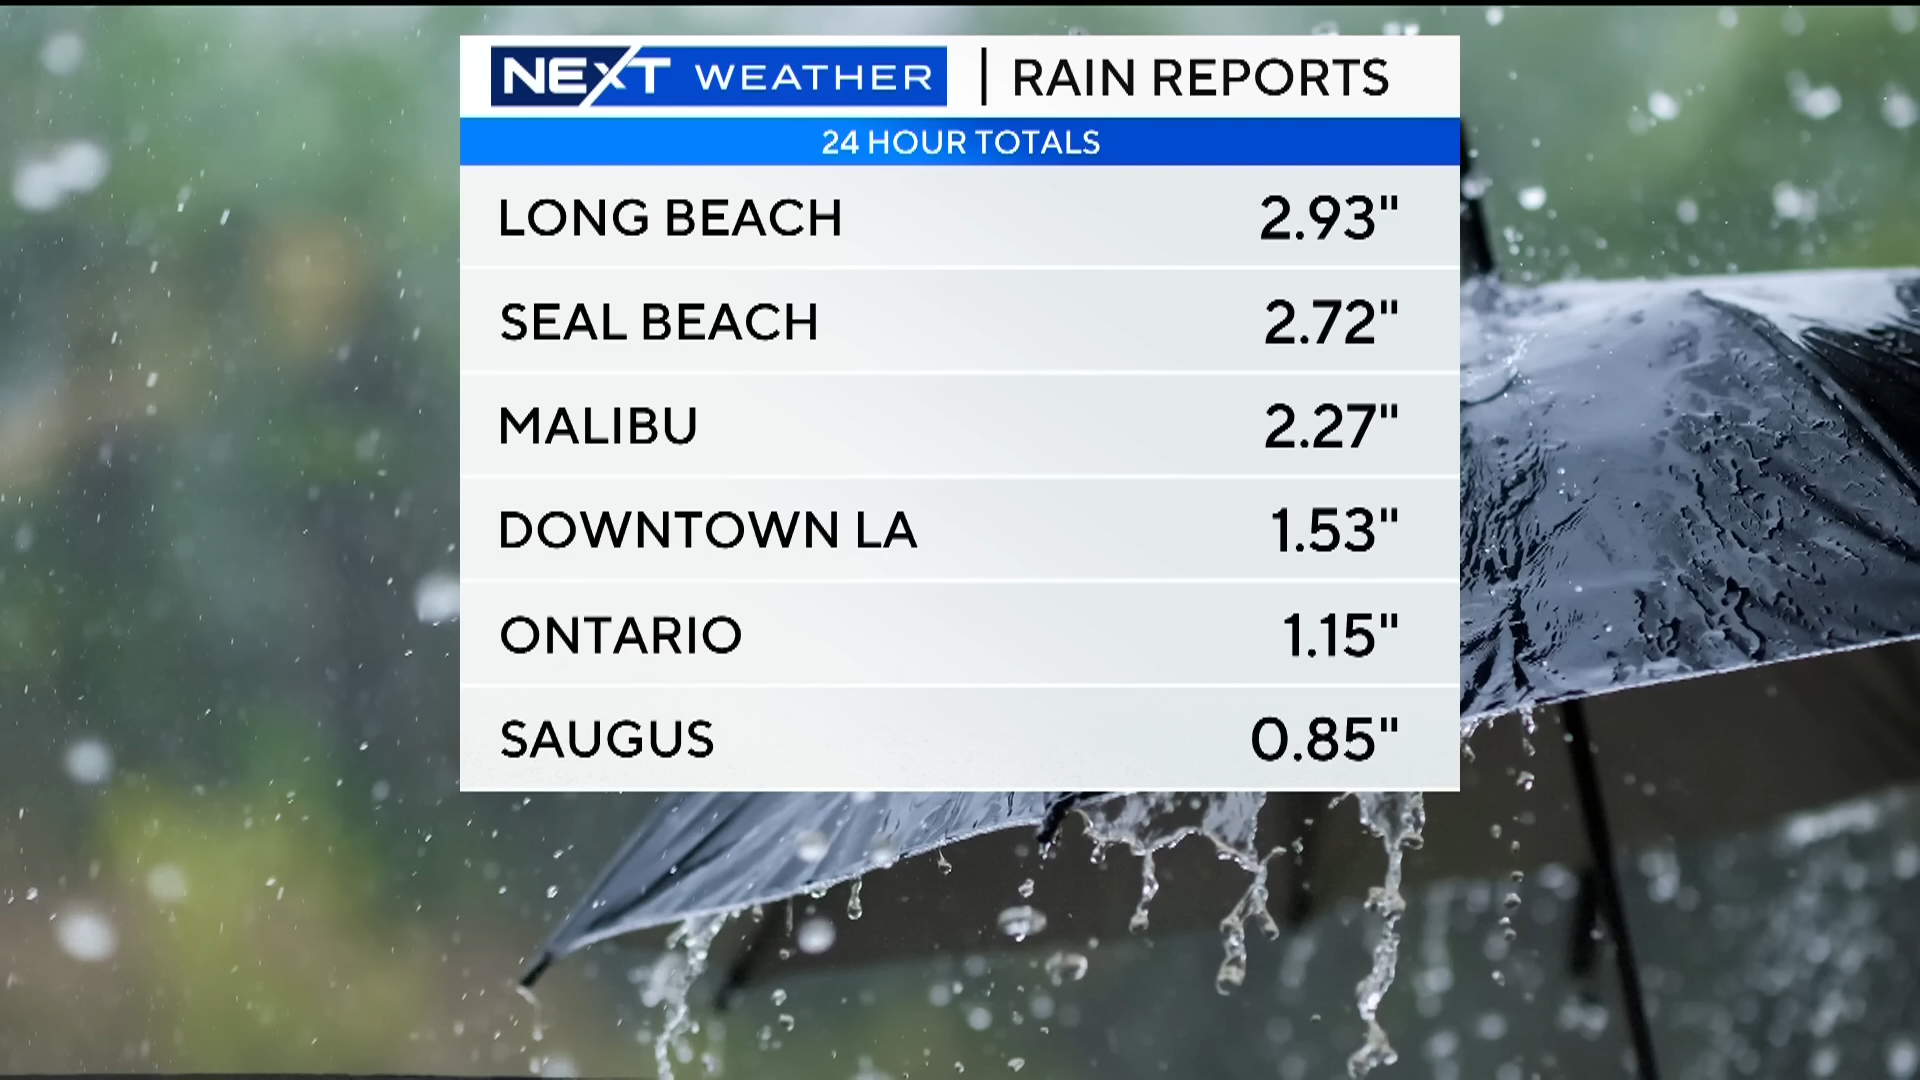 NEXT WEATHER | RAIN REPORTS
24 HOUR TOTALS
LONG BEACH 2.93"
SEAL BEACH 2.72"
MALIBU 2.27"
DOWNTOWN LA 1.53"
ONTARIO 1.15"
SAUGUS 0.85"